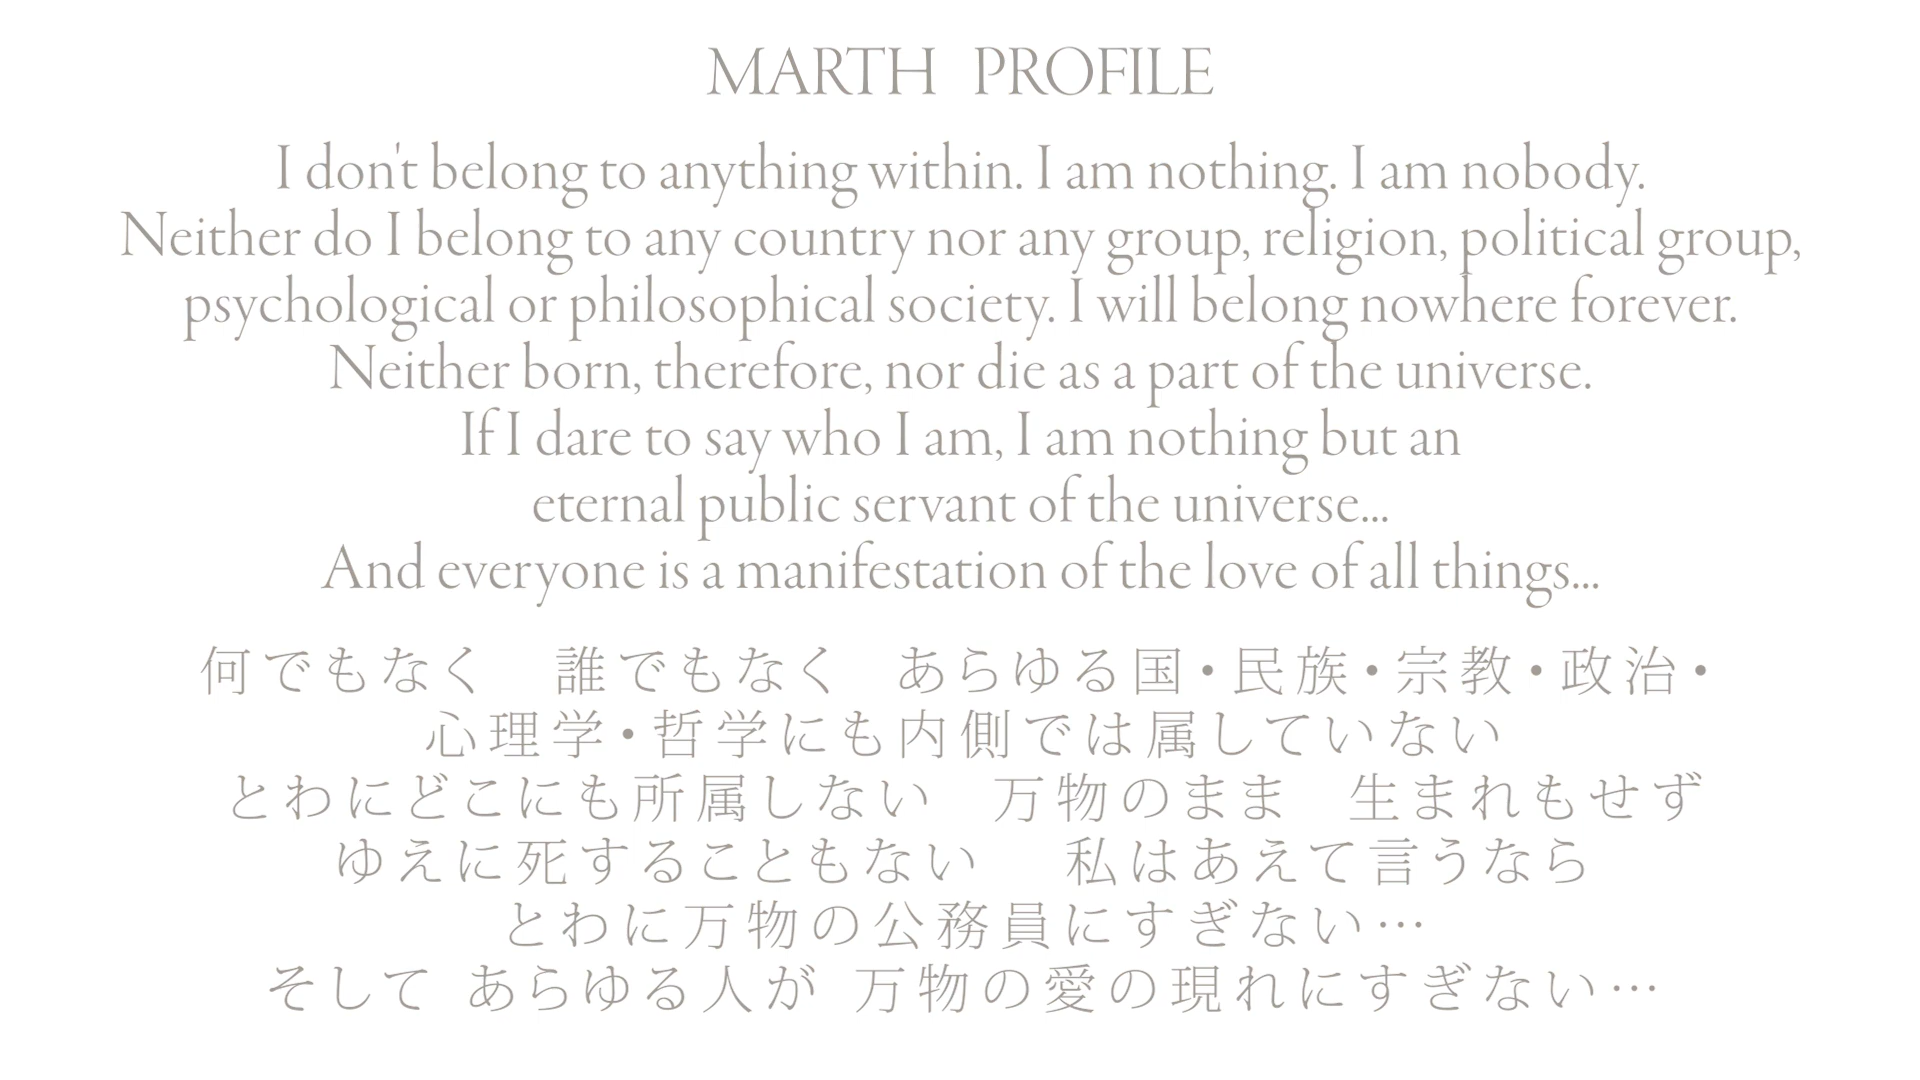 MARTH PROFILE
I don't belong to anything within. I am nothing. I am nobody.
Neither do I belong to any country nor any group, religion, political group,
psychological or philosophical society. I will belong nowhere forever.
Neither born, therefore, nor die as a part of the universe.
If I dare to say who I am, I am nothing but an
eternal public servant of the universe...
And everyone is a manifestation of the love of all things...
何でもなく　誰でもなく　あらゆる国・民族・宗教・政治・
心理学・哲学にも内側では属していない
とわにどこにも所属しない　万物のまま　生まれもせず
ゆえに死することもない　私はあえて言うなら
とわに万物の公務員にすぎない…
そして あらゆる人が 万物の愛の現れにすぎない…